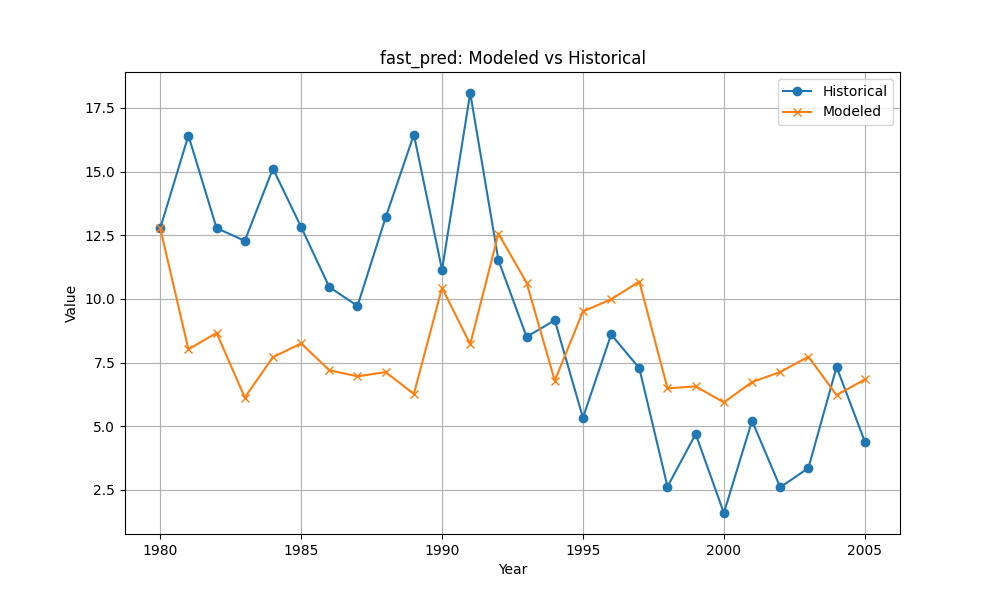 fast_pred: Modeled vs Historical
Historical
Modeled
Value
17.5
15.0
12.5
10.0
7.5
5.0
2.5
1980
1985
1990
1995
2000
2005
Year